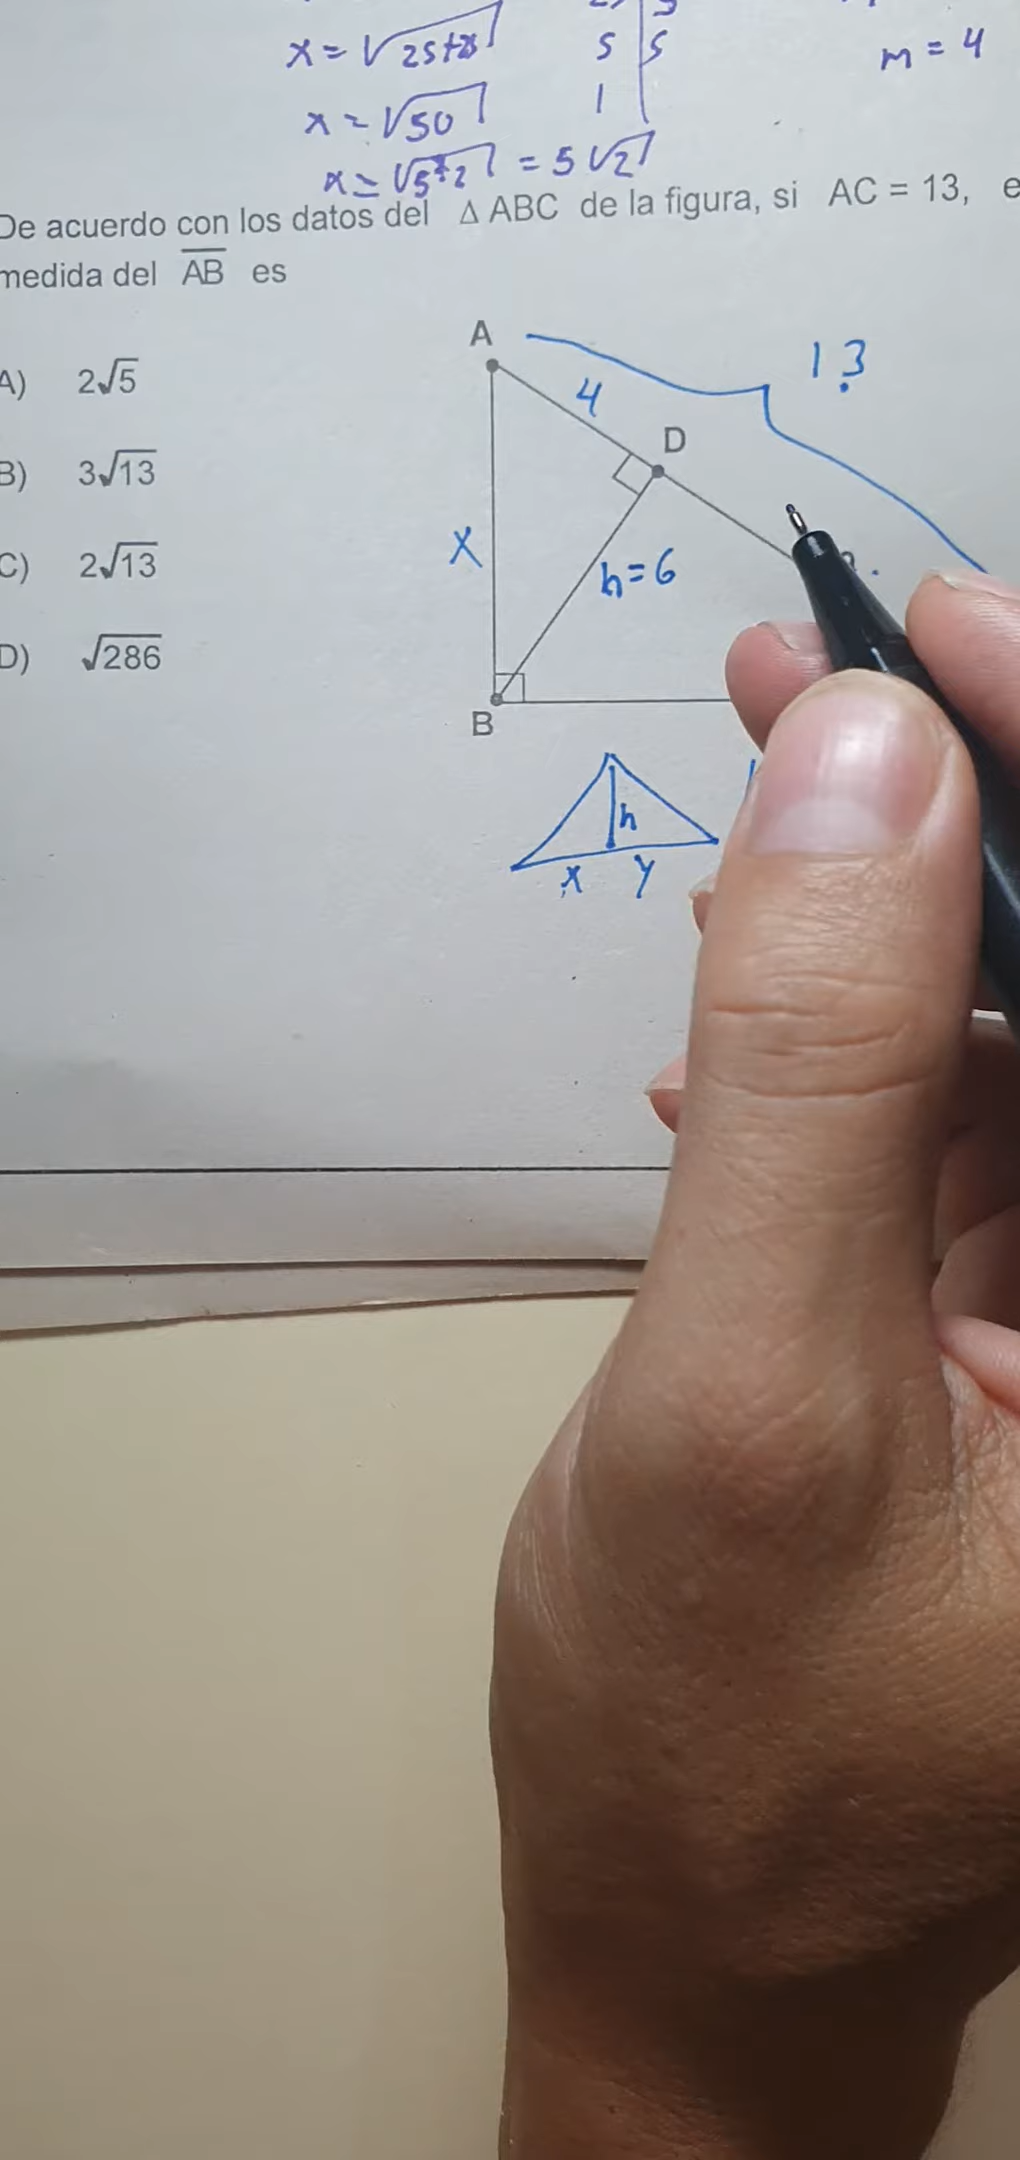 x = √25+25
5 | 5
m = 4
x = √50
1
x = √5²·2 = 5√2
De acuerdo con los datos del △ ABC de la figura, si AC = 13, e
medida del AB es
A) 2√5
B) 3√13
C) 2√13
D) √286
A
13
4
D
X
h=6
B
h
x y